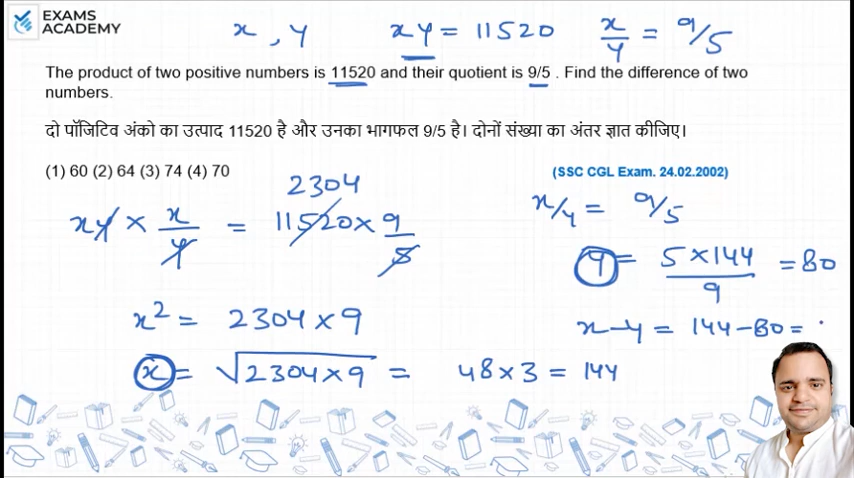 EXAMS
ACADEMY
x , y    xy = 11520    x/y = 9/5
The product of two positive numbers is 11520 and their quotient is 9/5 . Find the difference of two
numbers.
दो पॉजिटिव अंको का उत्पाद 11520 है और उनका भागफल 9/5 है। दोनों संख्या का अंतर ज्ञात कीजिए।
(1) 60 (2) 64 (3) 74 (4) 70
(SSC CGL Exam. 24.02.2002)
2304
xy × x/y = 11520 × 9/5
x² = 2304 × 9
x = √2304 × 9 = 48 × 3 = 144
x/y = 9/5
y = 5 × 144 / 9 = 80
x - y = 144 - 80 =